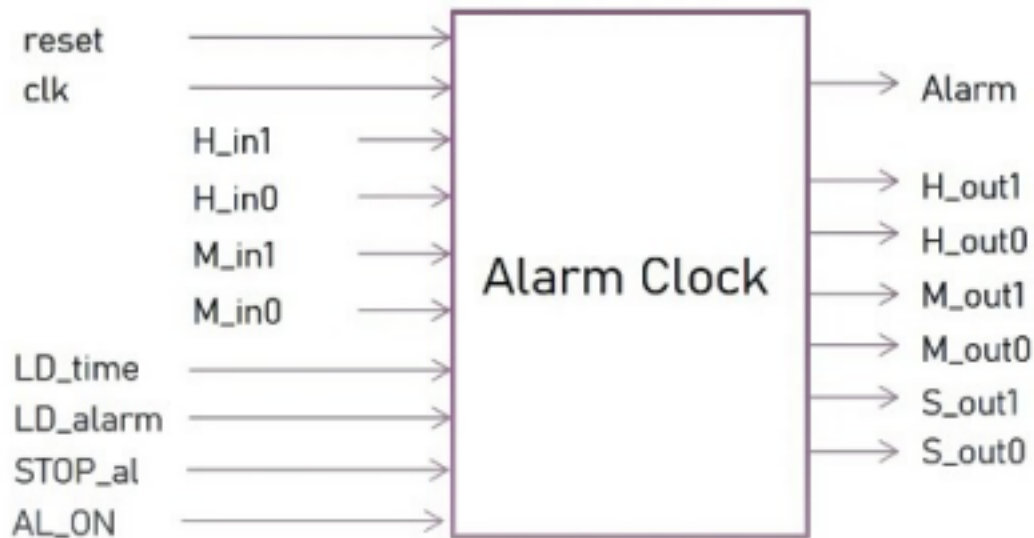 reset
clk
H_in1
H_in0
M_in1
M_in0
LD_time
LD_alarm
STOP_al
AL_ON
Alarm Clock
Alarm
H_out1
H_out0
M_out1
M_out0
S_out1
S_out0